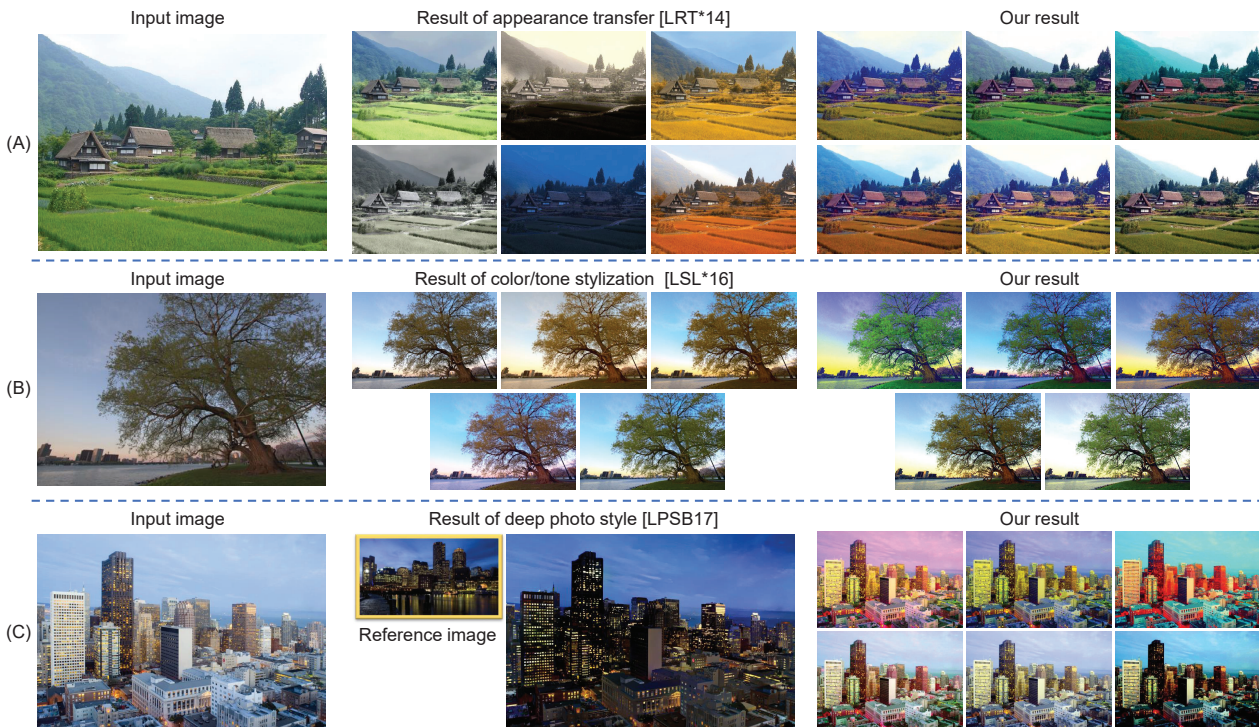 Input image
Result of appearance transfer [LRT*14]
Our result
(A)
Input image
Result of color/tone stylization [LSL*16]
Our result
(B)
Input image
Result of deep photo style [LPSB17]
Our result
(C)
Reference image